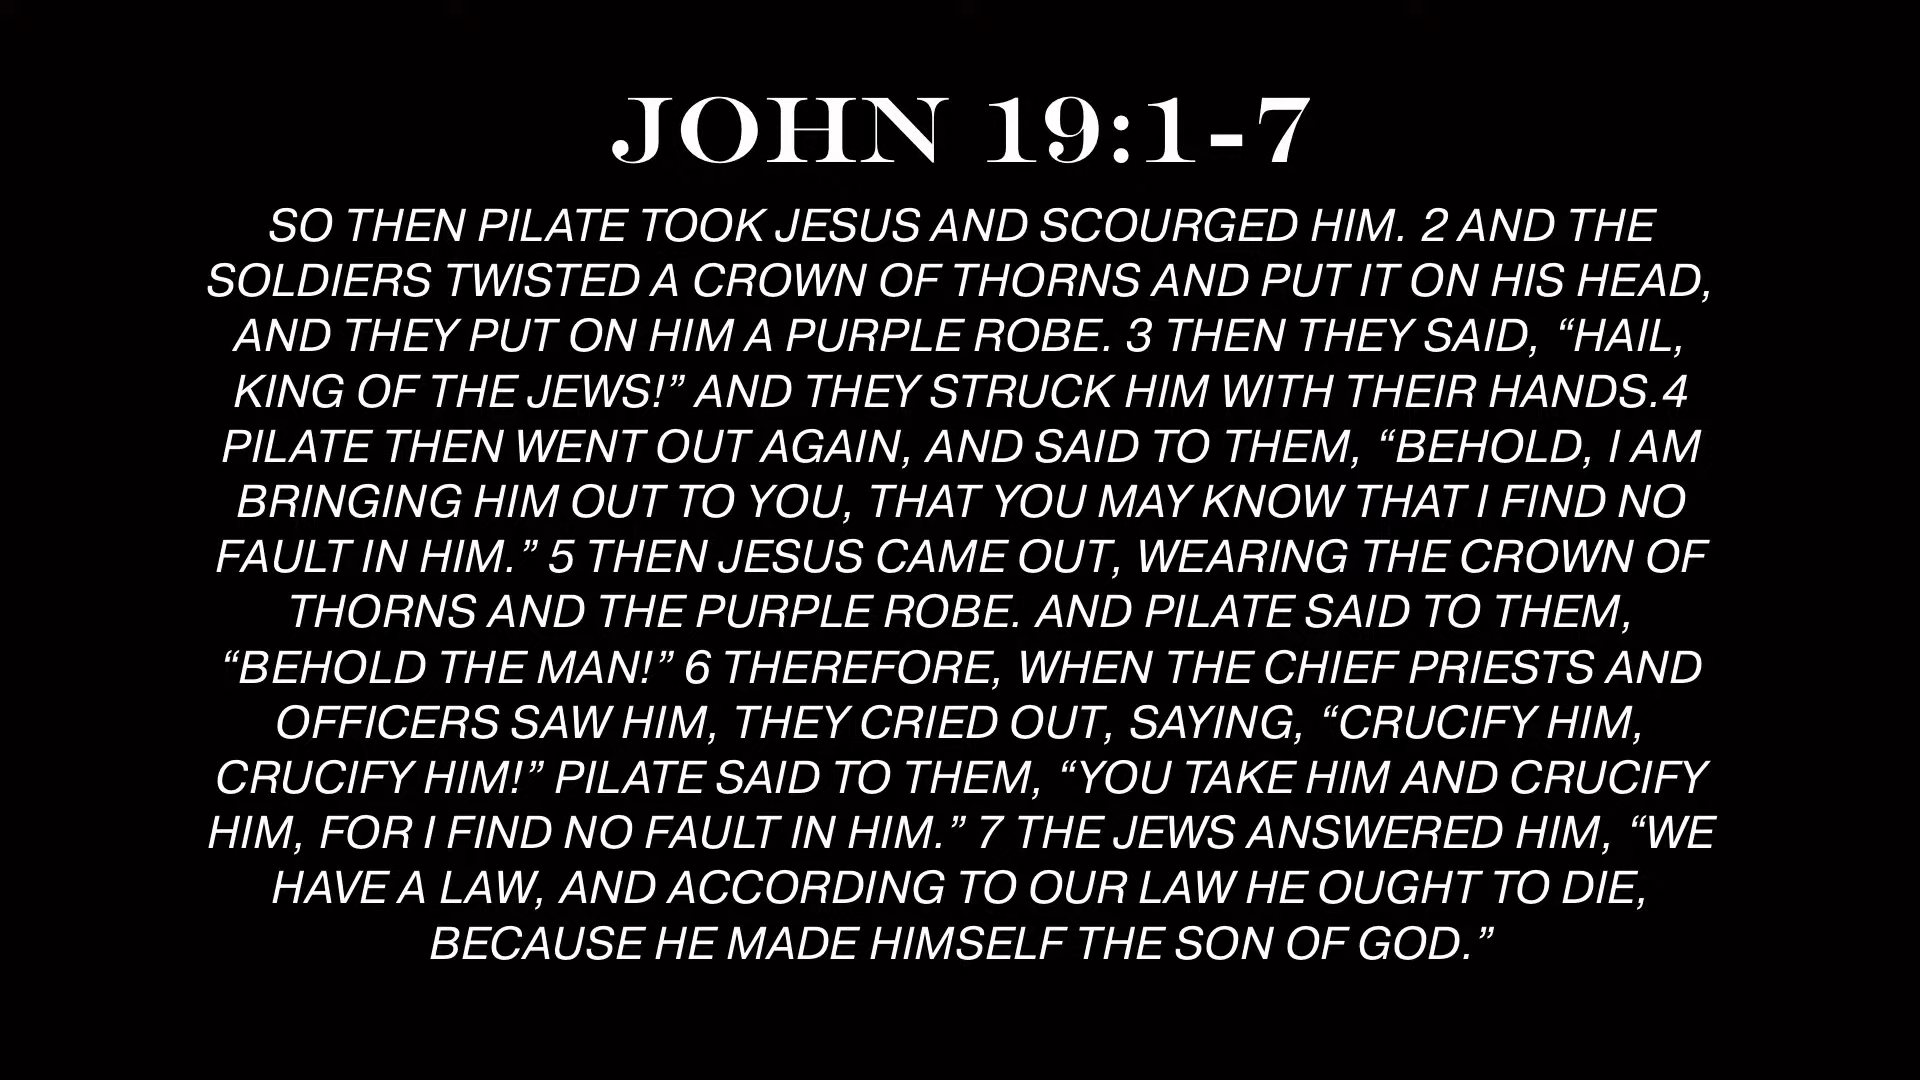 JOHN 19:1-7
SO THEN PILATE TOOK JESUS AND SCOURGED HIM. 2 AND THE
SOLDIERS TWISTED A CROWN OF THORNS AND PUT IT ON HIS HEAD,
AND THEY PUT ON HIM A PURPLE ROBE. 3 THEN THEY SAID, “HAIL,
KING OF THE JEWS!” AND THEY STRUCK HIM WITH THEIR HANDS.4
PILATE THEN WENT OUT AGAIN, AND SAID TO THEM, “BEHOLD, I AM
BRINGING HIM OUT TO YOU, THAT YOU MAY KNOW THAT I FIND NO
FAULT IN HIM.” 5 THEN JESUS CAME OUT, WEARING THE CROWN OF
THORNS AND THE PURPLE ROBE. AND PILATE SAID TO THEM,
“BEHOLD THE MAN!” 6 THEREFORE, WHEN THE CHIEF PRIESTS AND
OFFICERS SAW HIM, THEY CRIED OUT, SAYING, “CRUCIFY HIM,
CRUCIFY HIM!” PILATE SAID TO THEM, “YOU TAKE HIM AND CRUCIFY
HIM, FOR I FIND NO FAULT IN HIM.” 7 THE JEWS ANSWERED HIM, “WE
HAVE A LAW, AND ACCORDING TO OUR LAW HE OUGHT TO DIE,
BECAUSE HE MADE HIMSELF THE SON OF GOD.”